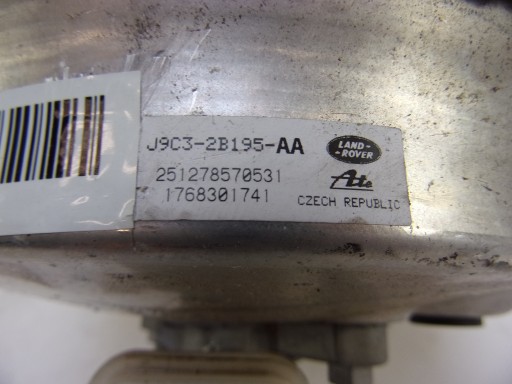 J9C3-2B195-AA
LAND-
-ROVER
251278570531
Ate
1768301741
CZECH REPUBLIC